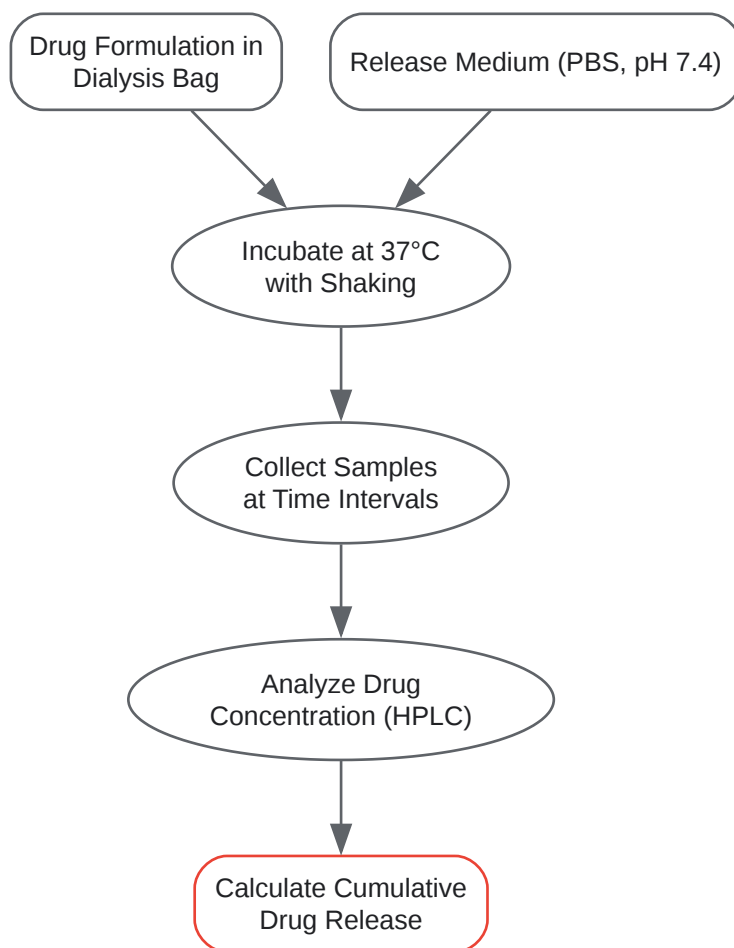 Drug Formulation in
Dialysis Bag
Release Medium (PBS, pH 7.4)
Incubate at 37°C
with Shaking
Collect Samples
at Time Intervals
Analyze Drug
Concentration (HPLC)
Calculate Cumulative
Drug Release